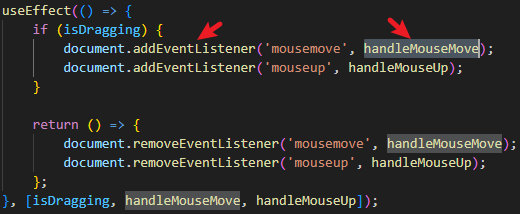 useEffect(() => {
    if (isDragging) {
        document.addEventListener('mousemove', handleMouseMove);
        document.addEventListener('mouseup', handleMouseUp);
    }

    return () => {
        document.removeEventListener('mousemove', handleMouseMove);
        document.removeEventListener('mouseup', handleMouseUp);
    };
}, [isDragging, handleMouseMove, handleMouseUp]);